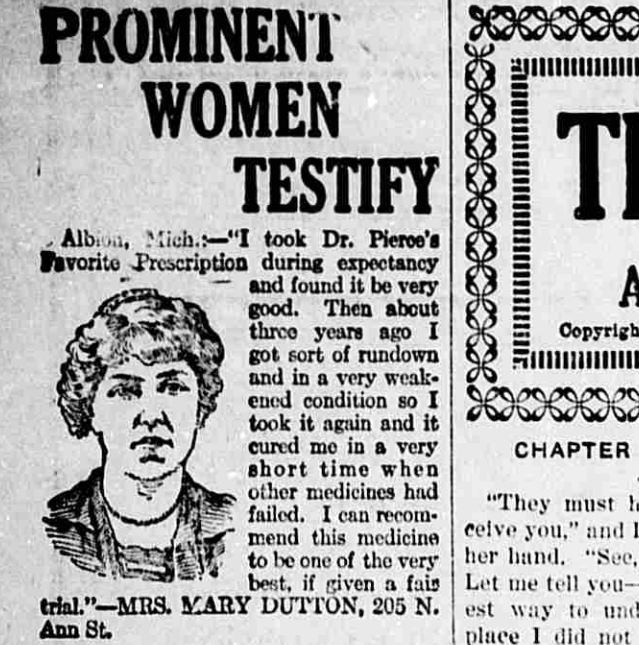 PROMINENT
WOMEN
TESTIFY
Albion, Mich.:—"I took Dr. Pierce's
Favorite Prescription during expectancy
and found it be very
good. Then about
three years ago I
got sort of rundown
and in a very weak-
ened condition so I
took it again and it
cured me in a very
short time when
other medicines had
failed. I can recom-
mend this medicine
to be one of the very
best, if given a fais
trial."—MRS. MARY DUTTON, 205 N.
Ann St.
Copyrigh
CHAPTER
"They must h
ceive you," and I
her hand. "See,
Let me tell you—
est way to und
place I did not